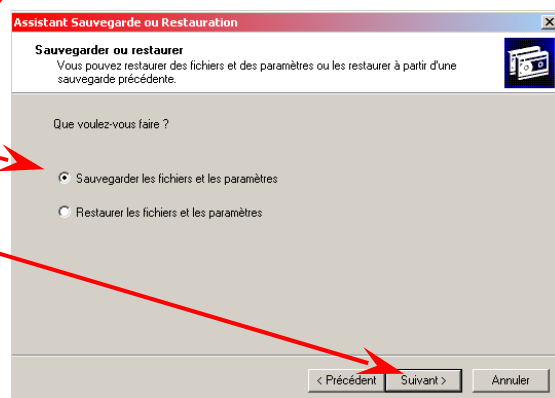 Assistant Sauvegarde ou Restauration
Sauvegarder ou restaurer
Vous pouvez restaurer des fichiers et des paramètres ou les restaurer à partir d'une
sauvegarde précédente.
Que voulez-vous faire ?
Sauvegarder les fichiers et les paramètres
Restaurer les fichiers et les paramètres
< Précédent Suivant > Annuler